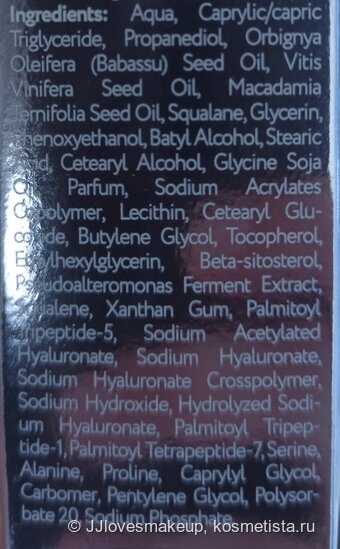 Ingredients: Aqua, Caprylic/capric
Triglyceride, Propanediol, Orbignya
Oleifera (Babassu) Seed Oil, Vitis
Vinifera Seed Oil, Macadamia
Ternifolia Seed Oil, Squalane, Glycerin,
Phenoxyethanol, Batyl Alcohol, Stearic
Acid, Cetearyl Alcohol, Glycine Soja
Parfum, Sodium Acrylates
Copolymer, Lecithin, Cetearyl Glu-
Butylene Glycol, Tocopherol,
Ethylhexylglycerin, Beta-sitosterol,
Pseudoalteromonas Ferment Extract,
Xanthan Gum, Palmitoyl
Tripeptide-5, Sodium Acetylated
Hyaluronate, Sodium Hyaluronate,
Sodium Hyaluronate Crosspolymer,
Sodium Hydroxide, Hydrolyzed Sodi-
um Hyaluronate, Palmitoyl Tripep-
tide-1, Palmitoyl Tetrapeptide-7, Serine,
Alanine, Proline, Caprylyl Glycol,
Carbomer, Pentylene Glycol, Polysor-
bate 20, Sodium Phosphate
© JJlovesmakeup, kosmetista.ru